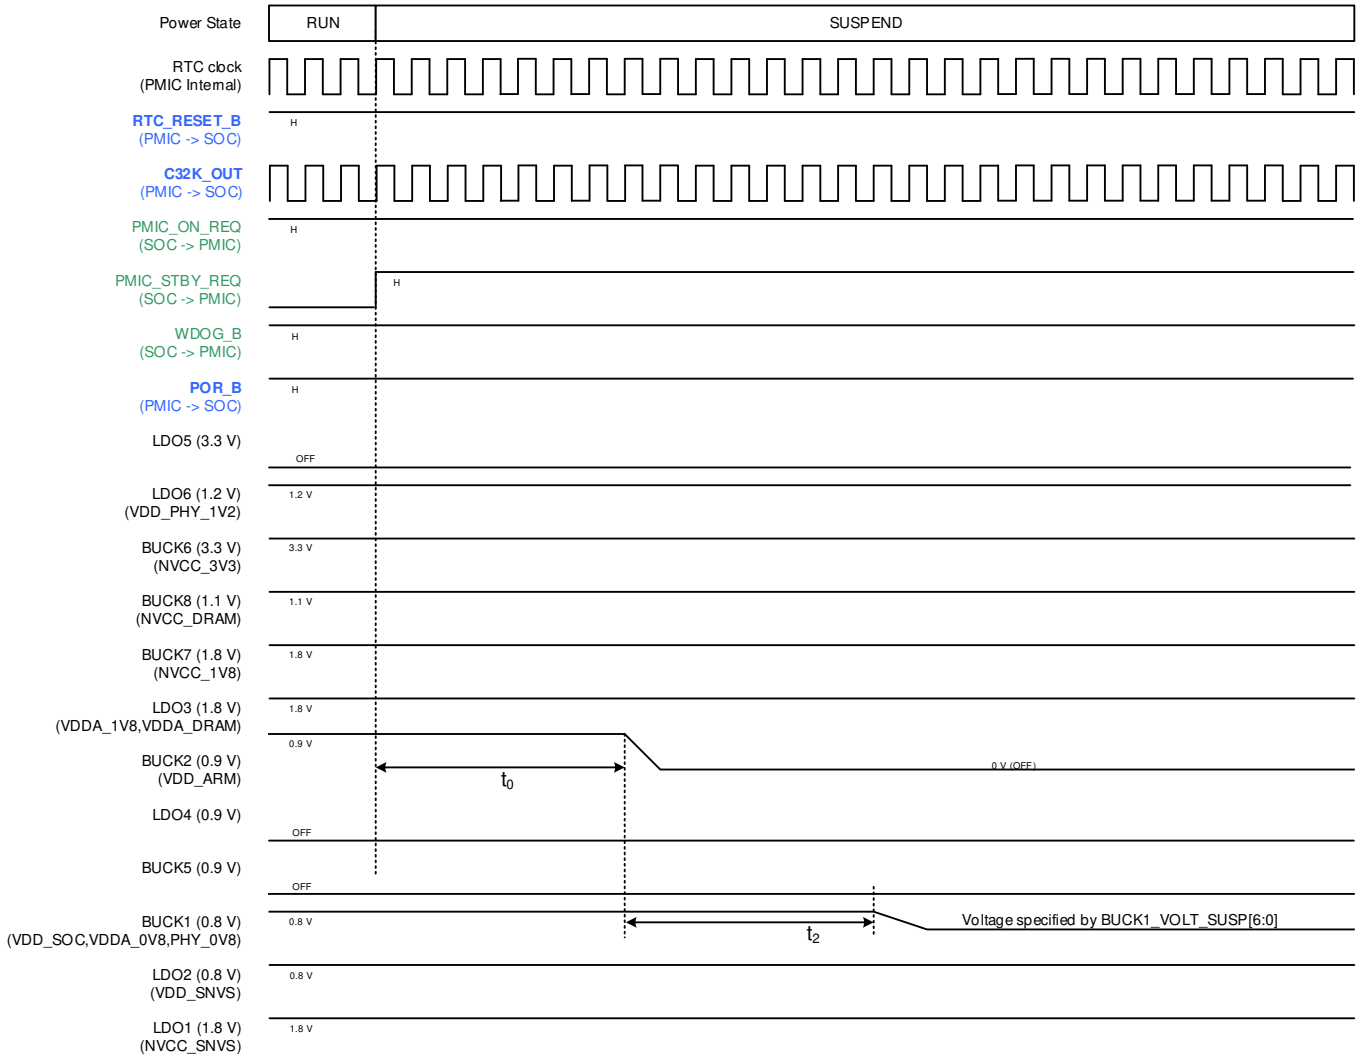 Power State
RUN
SUSPEND
RTC clock
(PMIC Internal)
RTC_RESET_B
(PMIC -> SOC)
H
C32K_OUT
(PMIC -> SOC)
PMIC_ON_REQ
(SOC -> PMIC)
H
PMIC_STBY_REQ
(SOC -> PMIC)
H
WDOG_B
(SOC -> PMIC)
H
POR_B
(PMIC -> SOC)
H
LDO5 (3.3 V)
OFF
LDO6 (1.2 V)
(VDD_PHY_1V2)
1.2 V
BUCK6 (3.3 V)
(NVCC_3V3)
3.3 V
BUCK8 (1.1 V)
(NVCC_DRAM)
1.1 V
BUCK7 (1.8 V)
(NVCC_1V8)
1.8 V
LDO3 (1.8 V)
(VDDA_1V8,VDDA_DRAM)
1.8 V
0.9 V
BUCK2 (0.9 V)
(VDD_ARM)
t0
0 V (OFF)
LDO4 (0.9 V)
OFF
BUCK5 (0.9 V)
OFF
BUCK1 (0.8 V)
(VDD_SOC,VDDA_0V8,PHY_0V8)
0.8 V
t2
Voltage specified by BUCK1_VOLT_SUSP[6:0]
LDO2 (0.8 V)
(VDD_SNVS)
0.8 V
LDO1 (1.8 V)
(NVCC_SNVS)
1.8 V